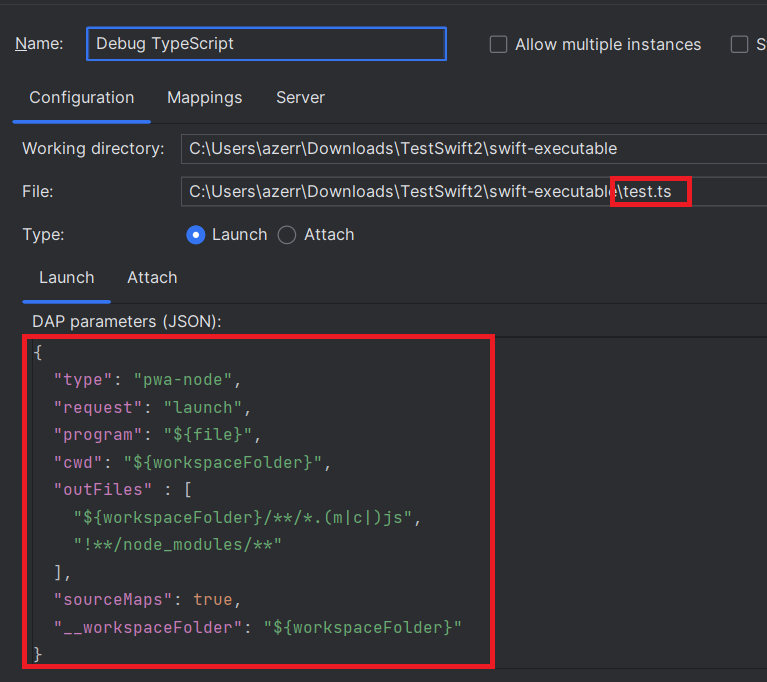 Name: Debug TypeScript Allow multiple instances S
Configuration Mappings Server
Working directory: C:\Users\azerr\Downloads\TestSwift2\swift-executable
File: C:\Users\azerr\Downloads\TestSwift2\swift-executable\test.ts
Type: Launch Attach
Launch Attach
DAP parameters (JSON):
{
  "type": "pwa-node",
  "request": "launch",
  "program": "${file}",
  "cwd": "${workspaceFolder}",
  "outFiles" : [
    "${workspaceFolder}/**/*.(m|c|)js",
    "!**/node_modules/**"
  ],
  "sourceMaps": true,
  "__workspaceFolder": "${workspaceFolder}"
}